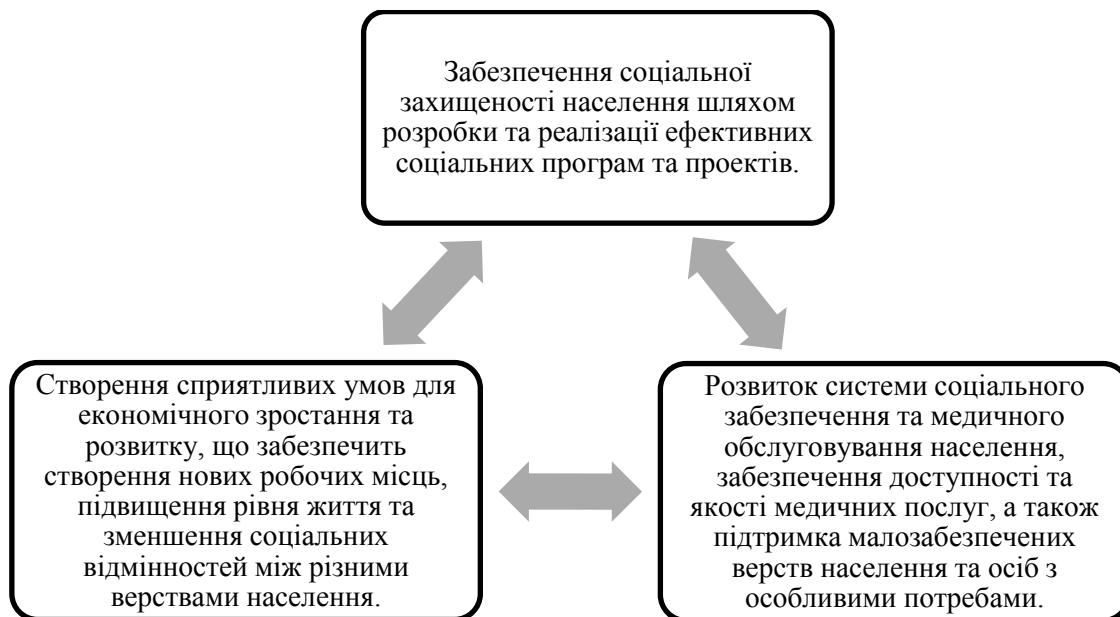 Забезпечення соціальної
захищеності населення шляхом
розробки та реалізації ефективних
соціальних програм та проектів.
Створення сприятливих умов для
економічного зростання та
розвитку, що забезпечить
створення нових робочих місць,
підвищення рівня життя та
зменшення соціальних
відмінностей між різними
верствами населення.
Розвиток системи соціального
забезпечення та медичного
обслуговування населення,
забезпечення доступності та
якості медичних послуг, а також
підтримка малозабезпечених
верств населення та осіб з
особливими потребами.